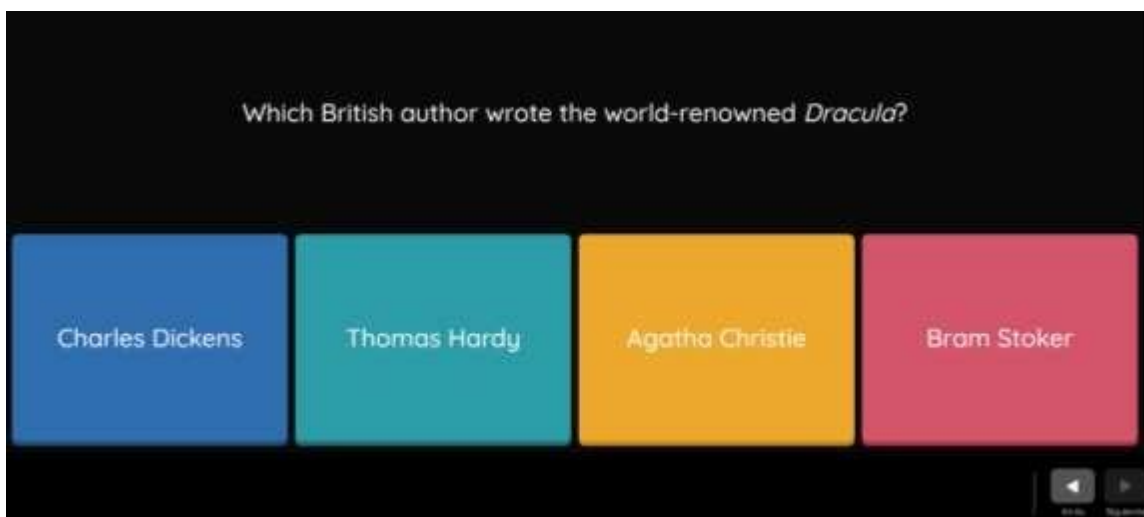 Which British author wrote the world-renowned Dracula?
Charles Dickens
Thomas Hardy
Agatha Christie
Bram Stoker